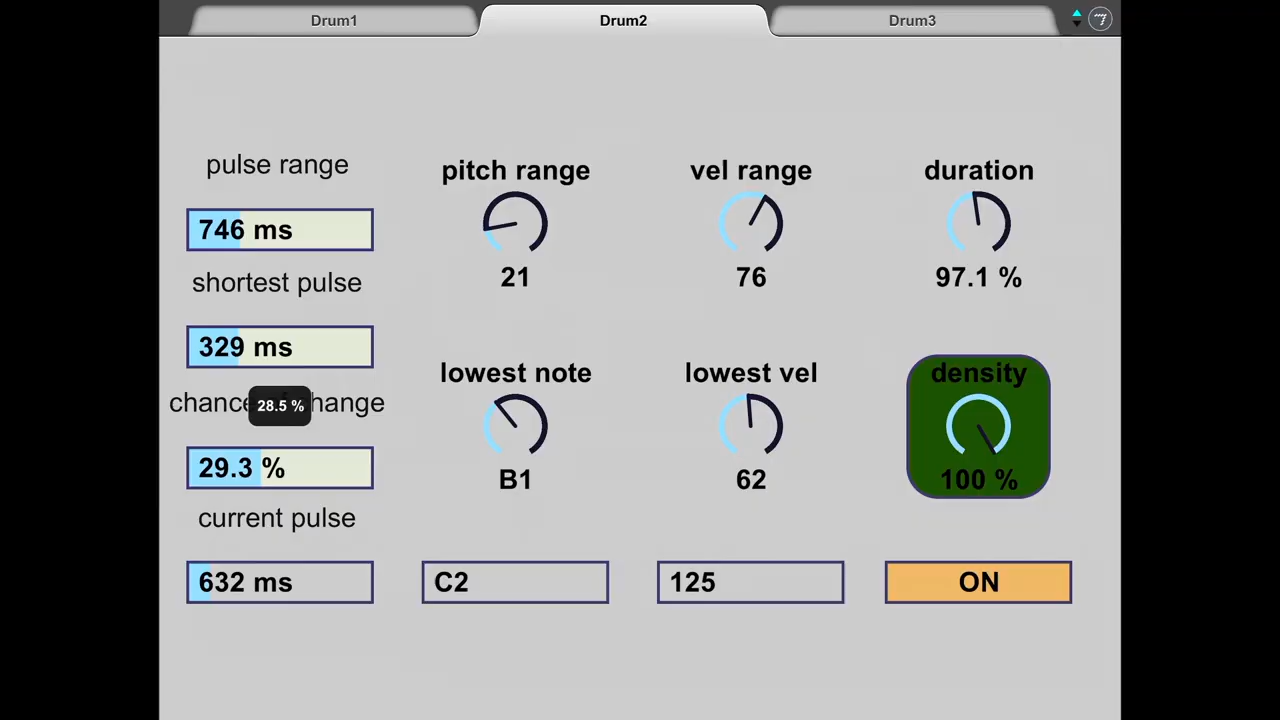 Drum1
Drum2
Drum3
pulse range
746 ms
shortest pulse
329 ms
28.5 %
29.3 %
current pulse
632 ms
pitch range
21
lowest note
B1
C2
vel range
76
lowest vel
62
125
duration
97.1 %
density
100 %
ON